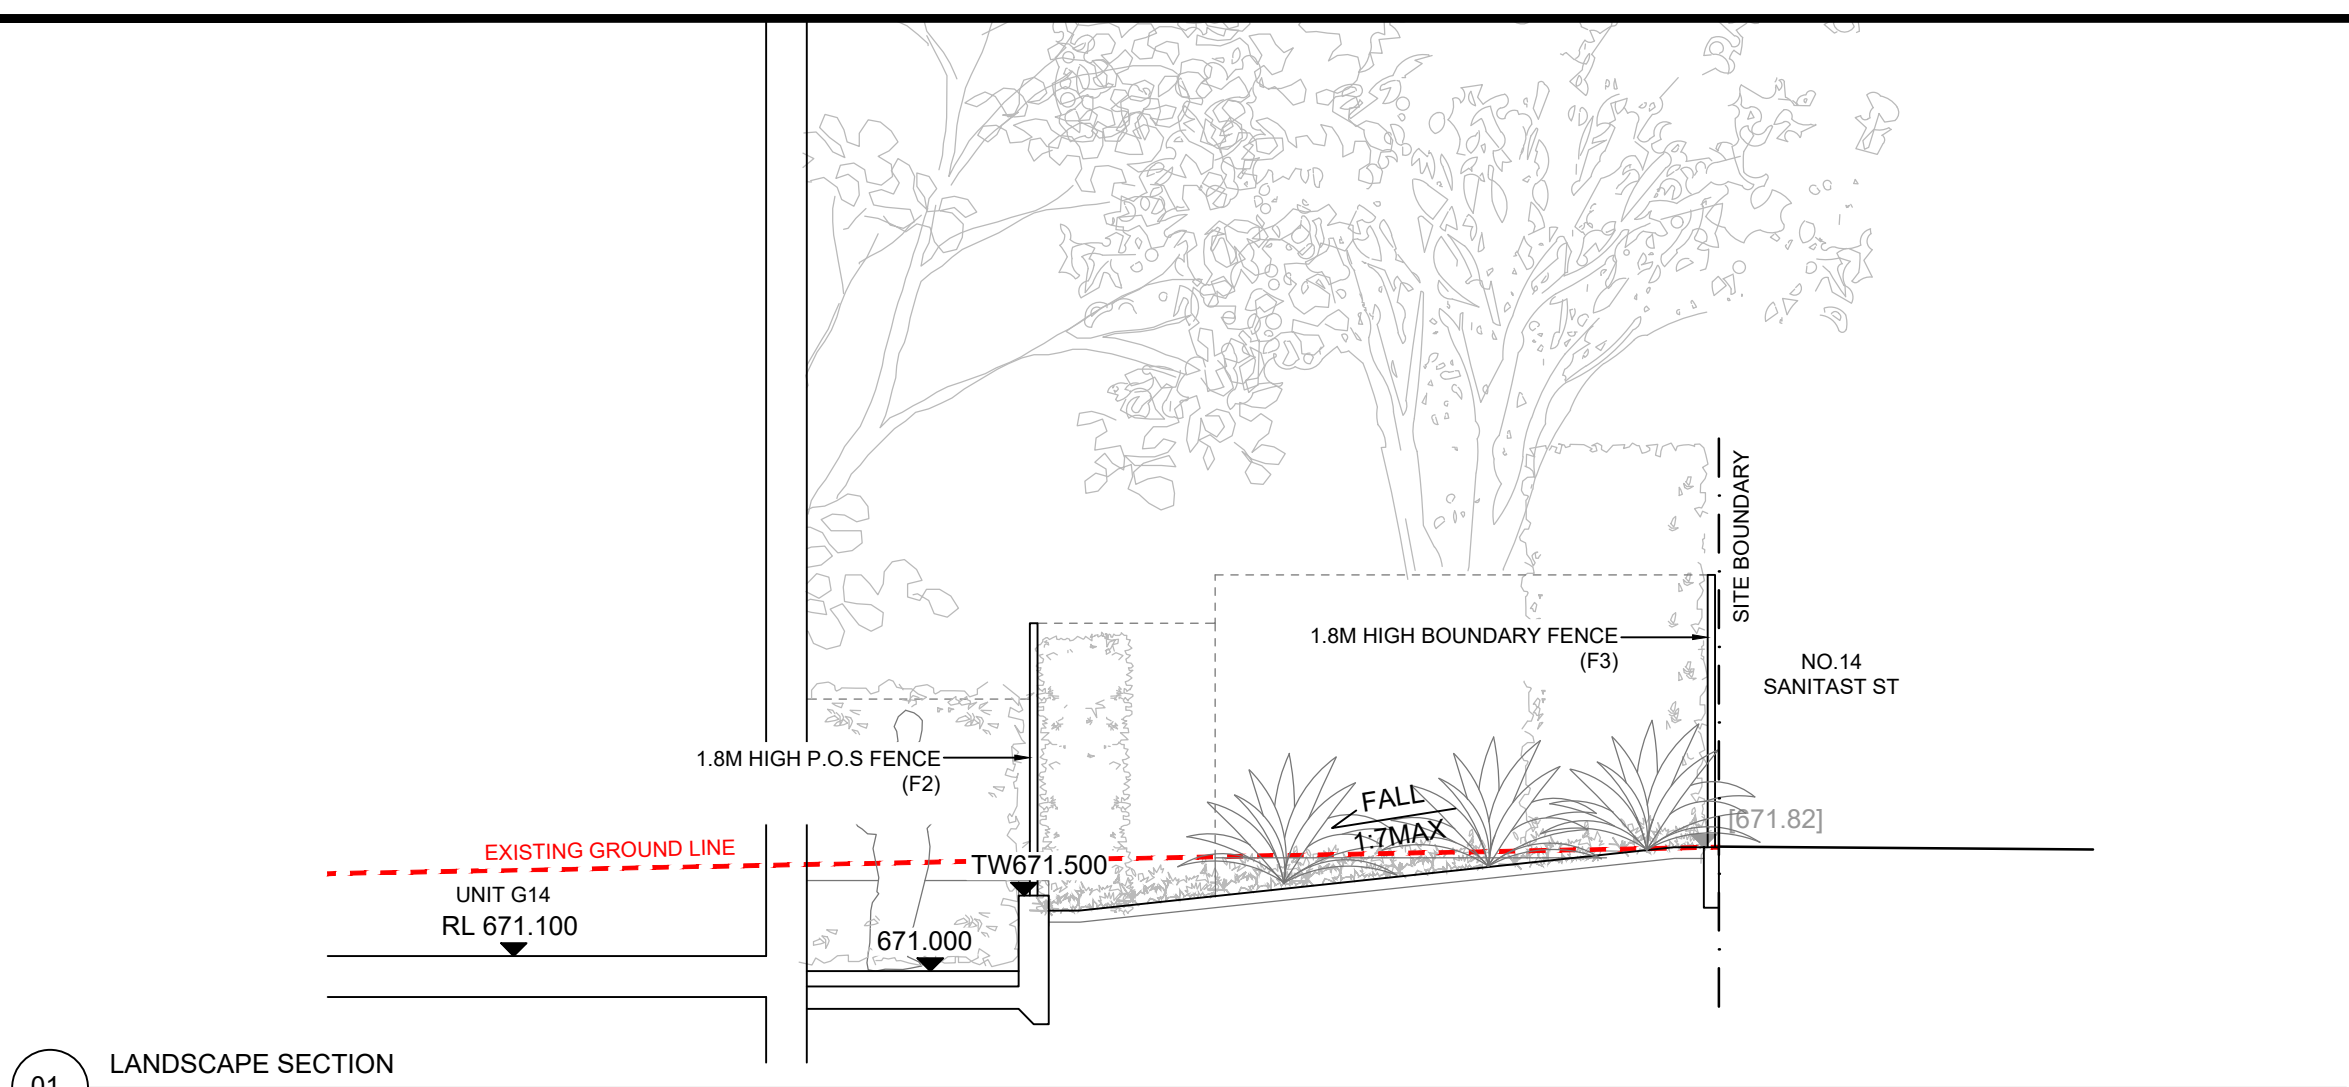 SITE BOUNDARY
1.8M HIGH BOUNDARY FENCE
(F3)
NO.14
SANITAST ST
1.8M HIGH P.O.S FENCE
(F2)
FALL
1:7MAX
[671.82]
EXISTING GROUND LINE
TW671.500
UNIT G14
RL 671.100
671.000
01
LANDSCAPE SECTION